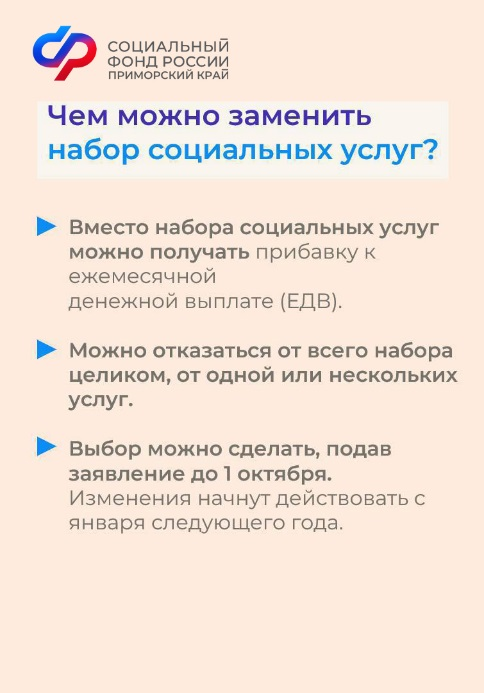 СОЦИАЛЬНЫЙ
ФОНД РОССИИ
ПРИМОРСКИЙ КРАЙ
Чем можно заменить
набор социальных услуг?
Вместо набора социальных услуг
можно получать прибавку к
ежемесячной
денежной выплате (ЕДВ).
Можно отказаться от всего набора
целиком, от одной или нескольких
услуг.
Выбор можно сделать, подав
заявление до 1 октября.
Изменения начнут действовать с
января следующего года.